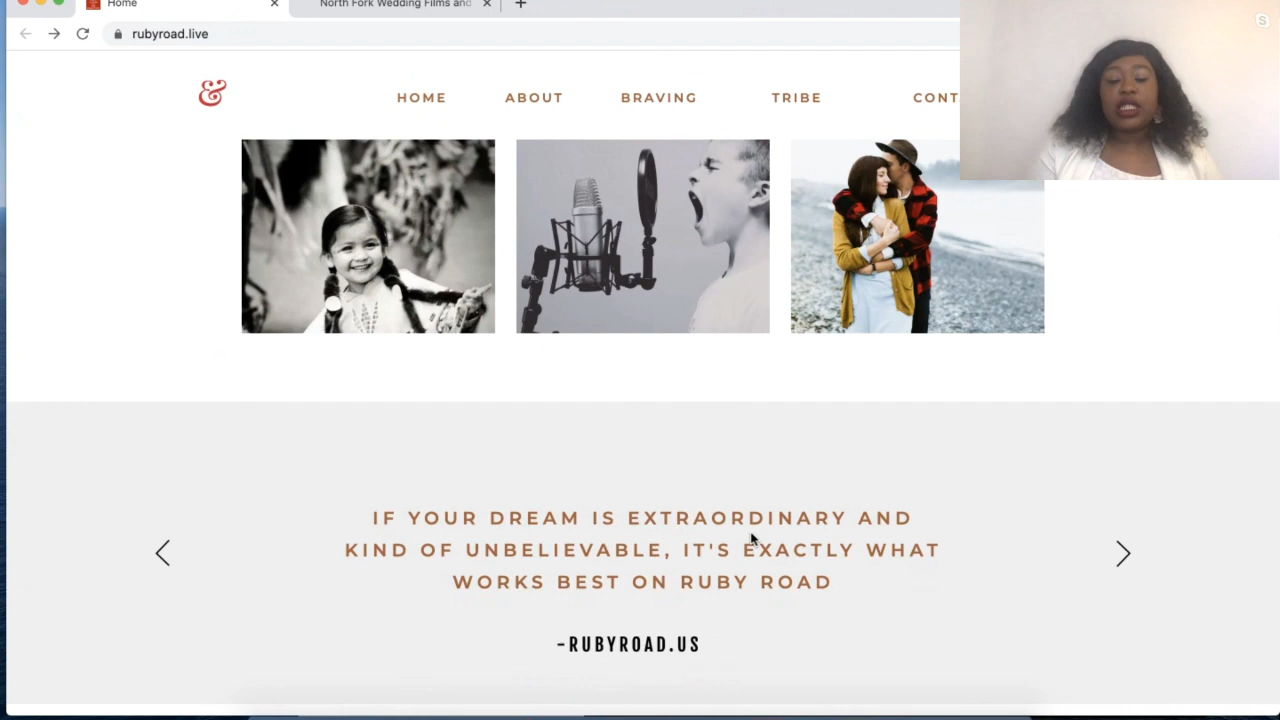 Home
North Fork Wedding Films and
rubyroad.live
&
HOME ABOUT BRAVING TRIBE CONT
IF YOUR DREAM IS EXTRAORDINARY AND
KIND OF UNBELIEVABLE, IT'S EXACTLY WHAT
WORKS BEST ON RUBY ROAD
-RUBYROAD.US